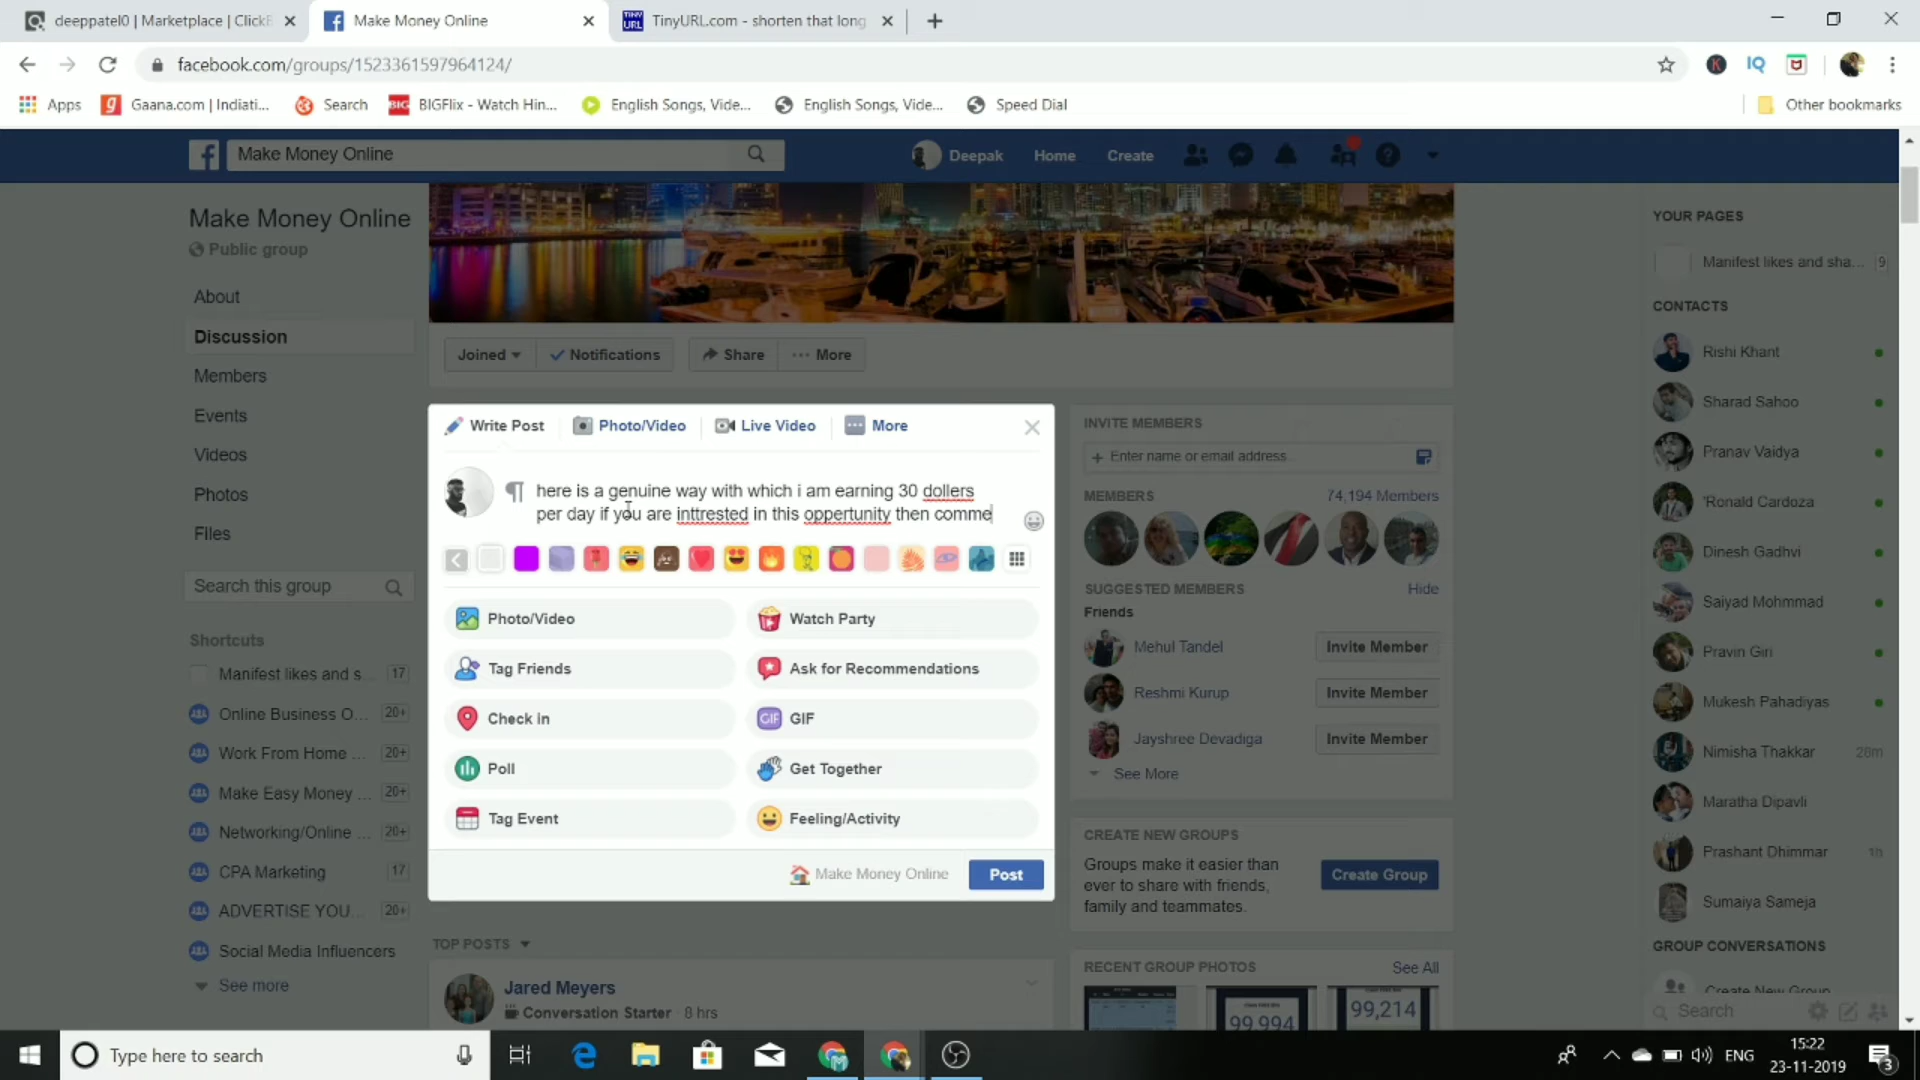 deeppatel0 | Marketplace | ClickB
Make Money Online
TinyURL.com - shorten that long
facebook.com/groups/1523361597964124/
Apps
Gaana.com | Indiati...
Search
BIGFlix - Watch Hin...
English Songs, Vide...
English Songs, Vide...
Speed Dial
Other bookmarks
Make Money Online
Deepak
Home
Create
Make Money Online
Public group
About
Discussion
Members
Events
Videos
Photos
Files
Search this group
Shortcuts
Manifest likes and s... 17
Online Business O... 20+
Work From Home ... 20+
Make Easy Money ... 20+
Networking/Online ... 20+
CPA Marketing 17
ADVERTISE YOU... 20+
Social Media Influencers
See more
Joined
Notifications
Share
More
Write Post
Photo/Video
Live Video
More
here is a genuine way with which i am earning 30 dollers
per day if you are inttrested in this oppertunity then comme
Photo/Video
Watch Party
Tag Friends
Ask for Recommendations
Check in
GIF
Poll
Get Together
Tag Event
Feeling/Activity
Make Money Online
Post
TOP POSTS
Jared Meyers
Conversation Starter · 8 hrs
INVITE MEMBERS
+ Enter name or email address...
MEMBERS
74,194 Members
SUGGESTED MEMBERS
Hide
Friends
Mehul Tandel
Invite Member
Reshmi Kurup
Invite Member
Jayshree Devadiga
Invite Member
See More
CREATE NEW GROUPS
Groups make it easier than
ever to share with friends,
family and teammates.
Create Group
RECENT GROUP PHOTOS
See All
99,994
99,214
YOUR PAGES
Manifest likes and sha... 9
CONTACTS
Rishi Khant
Sharad Sahoo
Pranav Vaidya
'Ronald Cardoza
Dinesh Gadhvi
Saiyad Mohmmad
Pravin Giri
Mukesh Pahadiyas
Nimisha Thakkar 28m
Maratha Dipavli
Prashant Dhimmar 1h
Sumaiya Sameja
GROUP CONVERSATIONS
Create New Group
Search
Type here to search
ENG
15:22
23-11-2019
3